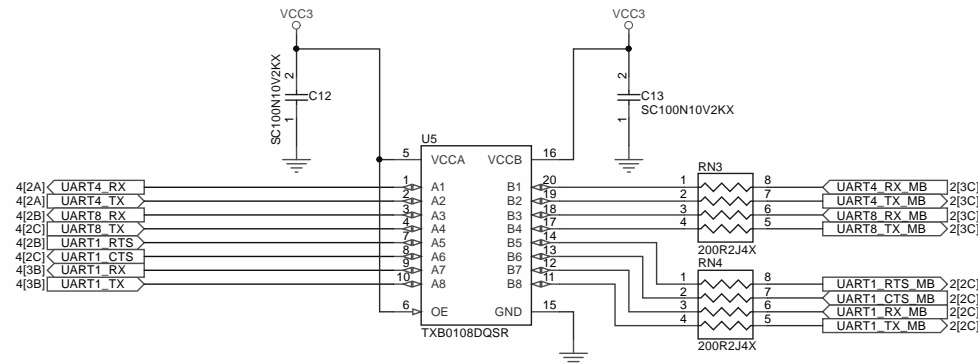 VCC3 VCC3
C12 2 1 SC100N10V2KX
C13 2 1 SC100N10V2KX
U5
5 VCCA VCCB 16
RN3
4[2A] UART4_RX 1 A1 B1 20 1 8 UART4_RX_MB 2[3C]
4[2A] UART4_TX 2 A2 B2 19 2 7 UART4_TX_MB 2[3C]
4[2B] UART8_RX 3 A3 B3 18 3 6 UART8_RX_MB 2[3C]
4[2C] UART8_TX 4 A4 B4 17 4 5 UART8_TX_MB 2[3C]
4[2B] UART1_RTS 7 A5 B5 14
200R2J4X
4[2C] UART1_CTS 8 A6 B6 13
RN4
4[3B] UART1_RX 9 A7 B7 12
4[3B] UART1_TX 10 A8 B8 11
1 8 UART1_RTS_MB 2[2C]
2 7 UART1_CTS_MB 2[2C]
3 6 UART1_RX_MB 2[2C]
4 5 UART1_TX_MB 2[2C]
6 OE GND 15
TXB0108DQSR
200R2J4X